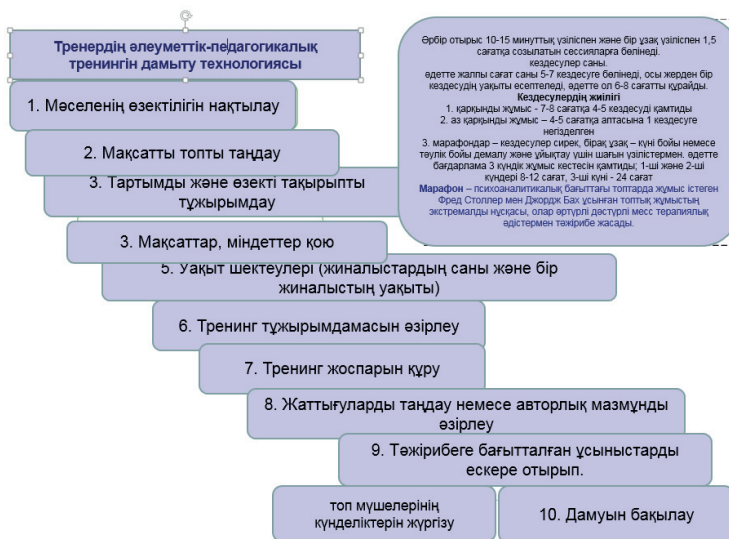 Тренердің әлеуметтік-педагогикалық
тренингін дамыту технологиясы
1. Мәселенің өзектілігін нақтылау
2. Мақсатты топты таңдау
3. Тартымды және өзекті тақырыпты
тұжырымдау
3. Мақсаттар, міндеттер қою
5. Уақыт шектеулері (жиналыстардың саны және бір
жиналыстың уақыты)
6. Тренинг тұжырымдамасын әзірлеу
7. Тренинг жоспарын құру
8. Жаттығуларды таңдау немесе авторлық мазмұнды
әзірлеу
9. Тәжірибеге бағытталған ұсыныстарды
ескере отырып.
топ мүшелерінің
күнделіктерін жүргізу
10. Дамуын бақылау
Әрбір отырыс 10-15 минуттық үзіліспен және бір ұзақ үзіліспен 1,5
сағатқа созылатын сессияларға бөлінеді.
кездесулер саны.
әдетте жалпы сағат саны 5-7 кездесуге бөлінеді, осы жерден бір
кездесудің уақыты есептеледі, әдетте ол 6-8 сағатты құрайды.
Кездесулердің жиілігі
1. қарқынды жұмыс - 7-8 сағатқа 4-5 кездесуді қамтиды
2. аз қарқынды жұмыс – 4-5 сағатқа аптасына 1 кездесуге
негізделген
3. марафондар – кездесулер сирек, бірақ ұзақ – күні бойы немесе
тәулік бойы демалу және ұйықтау үшін шағын үзілістермен. әдетте
бағдарлама 3 күндік жұмыс кестесін қамтиды; 1-ші және 2-ші
күндері 8-12 сағат, 3-ші күні - 24 сағат
Марафон – психоаналитикалық бағыттағы топтарда жұмыс істеген
Фред Столлер мен Джордж Бах ұсынған топтық жұмыстың
экстремалды нұсқасы, олар әртүрлі дәстүрлі месс терапиялық
әдістермен тәжірибе жасады.